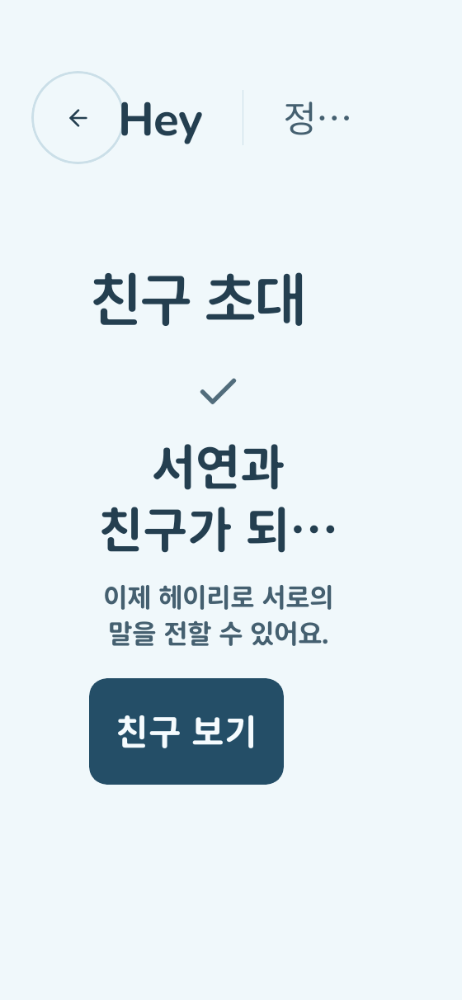 Hey
정…
친구 초대
서연과
친구가 되…
이제 헤이리로 서로의
말을 전할 수 있어요.
친구 보기